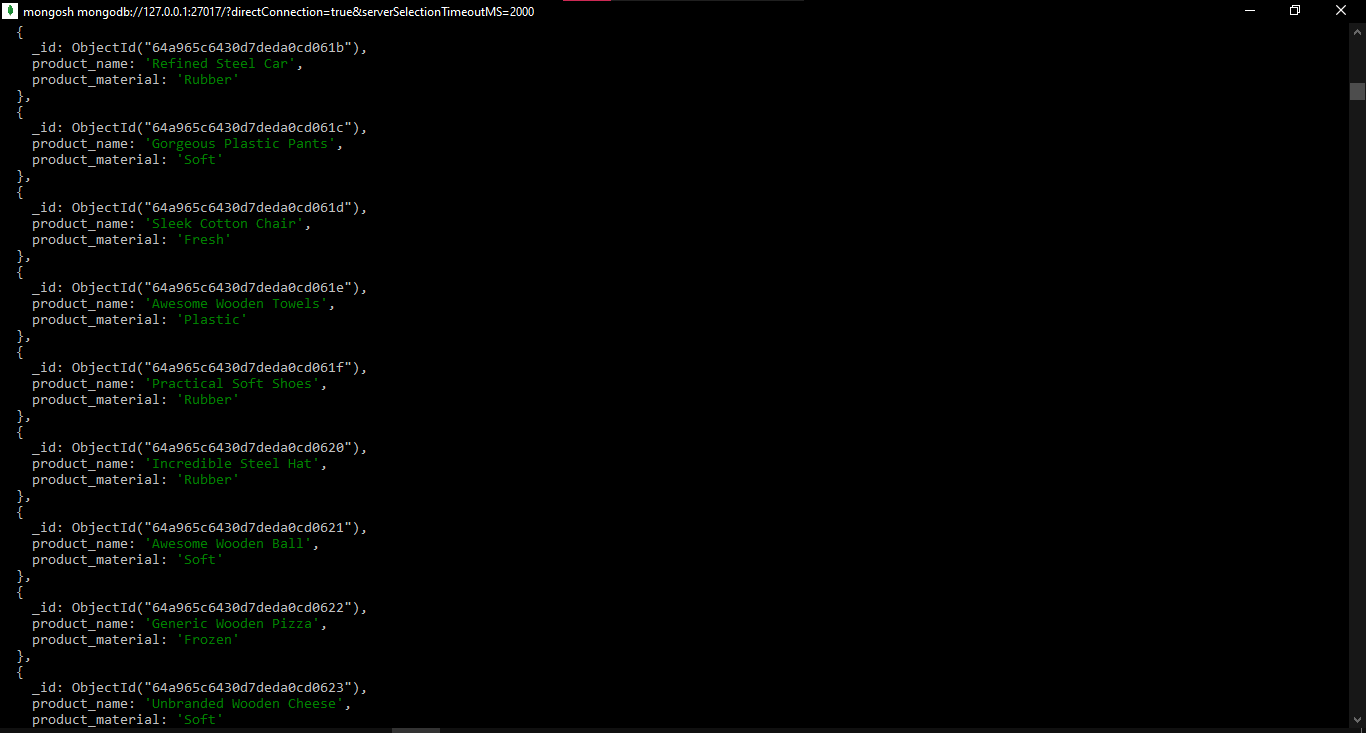 mongosh mongodb://127.0.0.1:27017/?directConnection=true&serverSelectionTimeoutMS=2000
{
_id: ObjectId("64a965c6430d7deda0cd061b"),
product_name: 'Refined Steel Car',
product_material: 'Rubber'
},
{
_id: ObjectId("64a965c6430d7deda0cd061c"),
product_name: 'Gorgeous Plastic Pants',
product_material: 'Soft'
},
{
_id: ObjectId("64a965c6430d7deda0cd061d"),
product_name: 'Sleek Cotton Chair',
product_material: 'Fresh'
},
{
_id: ObjectId("64a965c6430d7deda0cd061e"),
product_name: 'Awesome Wooden Towels',
product_material: 'Plastic'
},
{
_id: ObjectId("64a965c6430d7deda0cd061f"),
product_name: 'Practical Soft Shoes',
product_material: 'Rubber'
},
{
_id: ObjectId("64a965c6430d7deda0cd0620"),
product_name: 'Incredible Steel Hat',
product_material: 'Rubber'
},
{
_id: ObjectId("64a965c6430d7deda0cd0621"),
product_name: 'Awesome Wooden Ball',
product_material: 'Soft'
},
{
_id: ObjectId("64a965c6430d7deda0cd0622"),
product_name: 'Generic Wooden Pizza',
product_material: 'Frozen'
},
{
_id: ObjectId("64a965c6430d7deda0cd0623"),
product_name: 'Unbranded Wooden Cheese',
product_material: 'Soft'